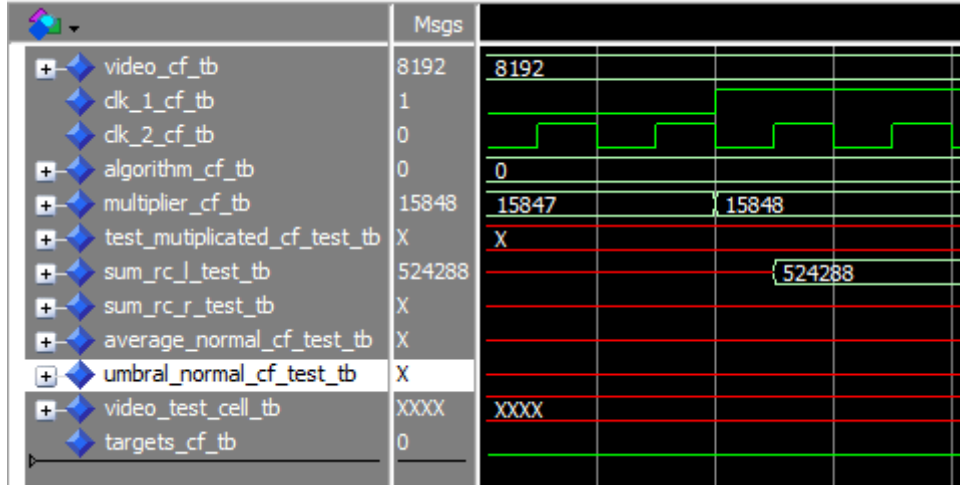 Msgs
video_cf_tb 8192 8192
clk_1_cf_tb 1
clk_2_cf_tb 0
algorithm_cf_tb 0 0
multiplier_cf_tb 15848 15847 15848
test_mutiplicated_cf_test_tb X X
sum_rc_l_test_tb 524288 524288
sum_rc_r_test_tb X
average_normal_cf_test_tb X
umbral_normal_cf_test_tb X
video_test_cell_tb XXXX XXXX
targets_cf_tb 0